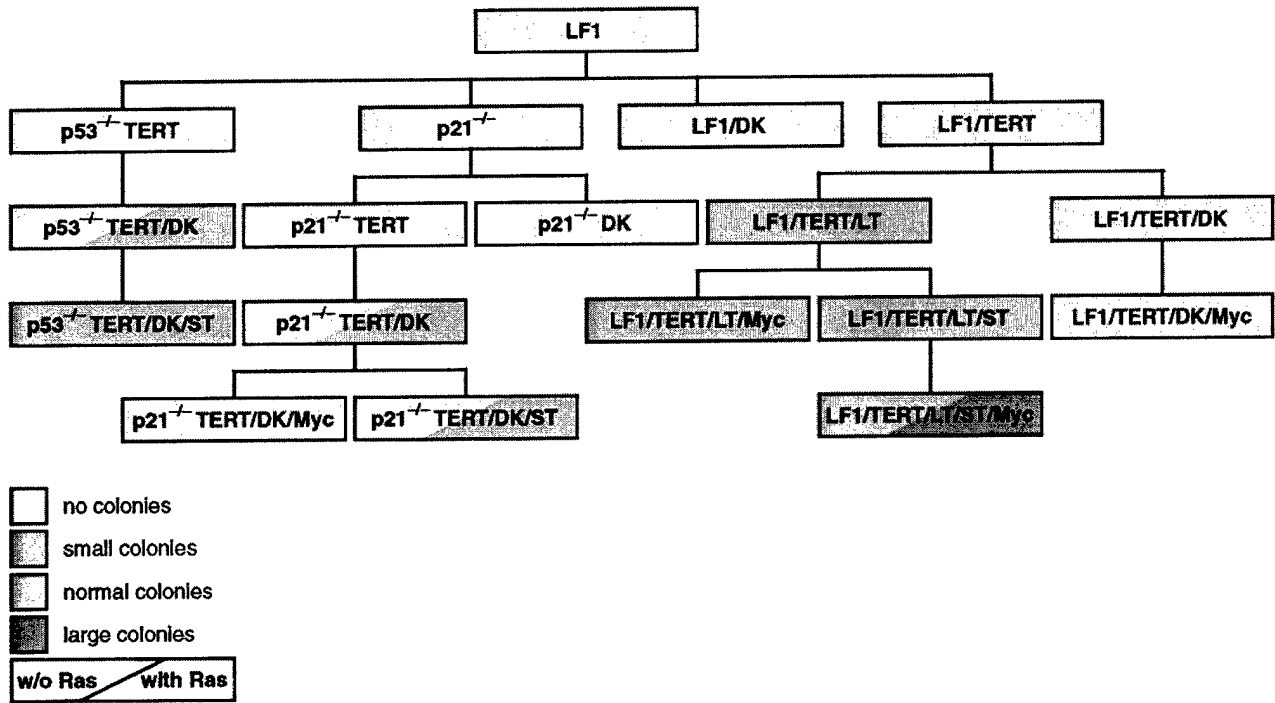 LF1
p53-/- TERT
p21-/-
LF1/DK
LF1/TERT
p53-/- TERT/DK
p21-/- TERT
p21-/- DK
LF1/TERT/LT
LF1/TERT/DK
p53-/- TERT/DK/ST
p21-/- TERT/DK
LF1/TERT/LT/Myc
LF1/TERT/LT/ST
LF1/TERT/DK/Myc
p21-/- TERT/DK/Myc
p21-/- TERT/DK/ST
LF1/TERT/LT/ST/Myc
no colonies
small colonies
normal colonies
large colonies
w/o Ras with Ras